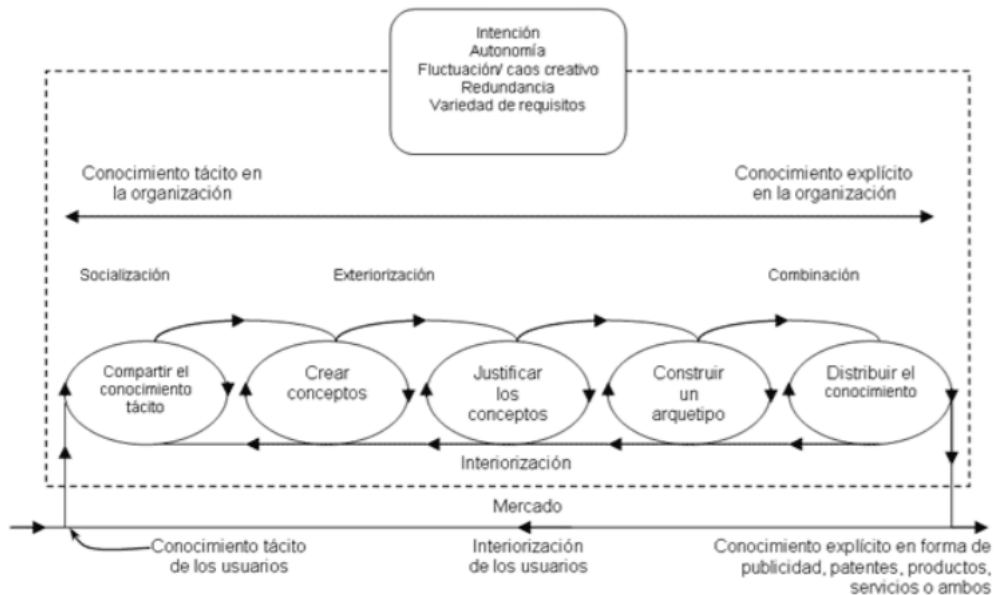 Intención
Autonomía
Fluctuación/ caos creativo
Redundancia
Variedad de requisitos
Conocimiento tácito en
la organización
Conocimiento explícito
en la organización
Socialización
Exteriorización
Combinación
Compartir el
conocimiento
tácito
Crear
conceptos
Justificar
los
conceptos
Construir
un
arquetipo
Distribuir el
conocimiento
Interiorización
Mercado
Conocimiento tácito
de los usuarios
Interiorización
de los usuarios
Conocimiento explícito en forma de
publicidad, patentes, productos,
servicios o ambos